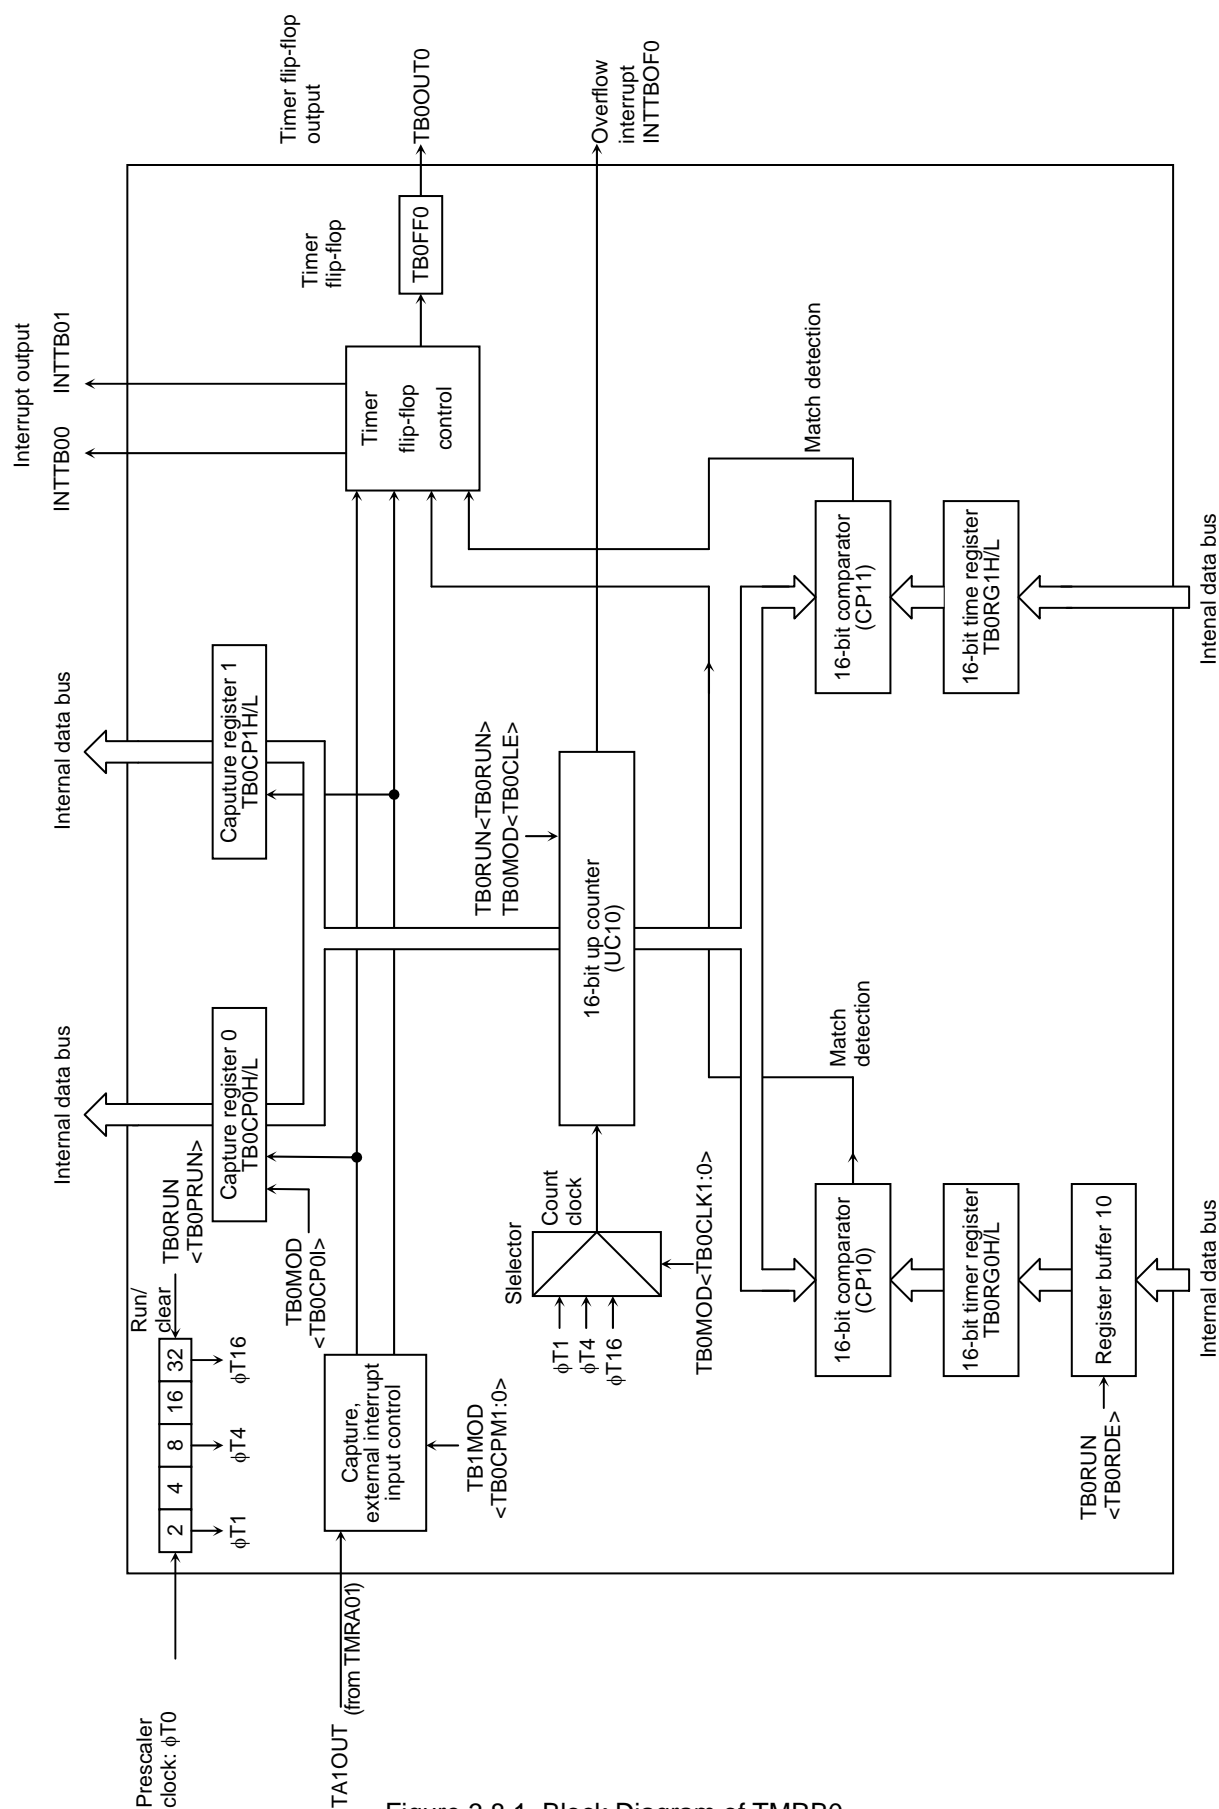 Prescaler
clock: φT0
2 4 8 16 32
φT1
φT4
φT16
Run/
clear
TB0RUN
<TB0PRUN>
Internal data bus
Internal data bus
Interrupt output
INTTB00 INTTB01
TA1OUT
(from TMRA01)
Capture,
external interrupt
input control
TB1MOD
<TB0CPM1:0>
TB0MOD
<TB0CP0I>
Capture register 0
TB0CP0H/L
Caputure register 1
TB0CP1H/L
Timer
flip-flop
control
Timer
flip-flop
TB0FF0
Timer flip-flop
output
TB0OUT0
Slelector
φT1
φT4
φT16
Count
clock
TB0MOD<TB0CLK1:0>
16-bit up counter
(UC10)
TB0RUN<TB0RUN>
TB0MOD<TB0CLE>
Overflow
interrupt
INTTBOF0
Match
detection
Match detection
16-bit comparator
(CP10)
16-bit comparator
(CP11)
16-bit timer register
TB0RG0H/L
16-bit time register
TB0RG1H/L
Register buffer 10
TB0RUN
<TB0RDE>
Internal data bus
Intenal data bus
Figure 3.8.1 Block Diagram of TMRB0